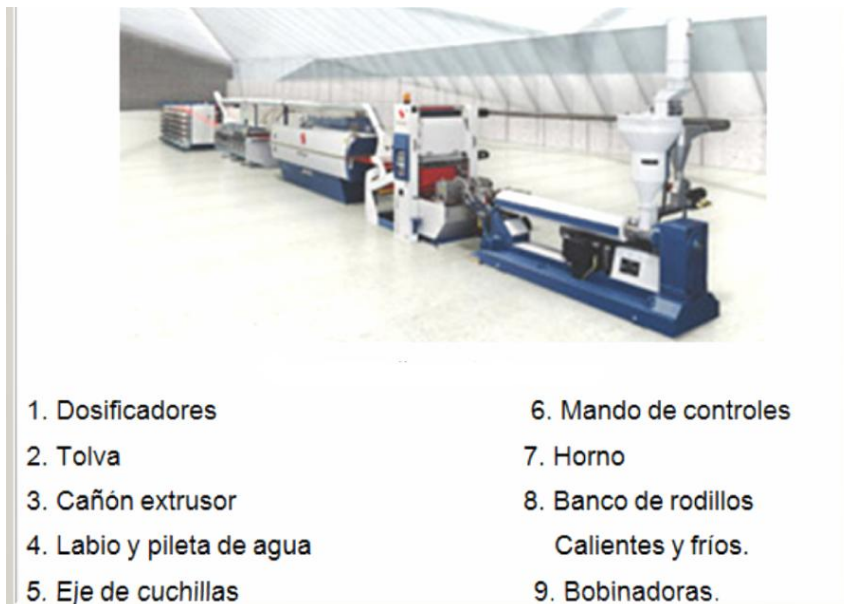 1. Dosificadores
2. Tolva
3. Cañón extrusor
4. Labio y pileta de agua
5. Eje de cuchillas
6. Mando de controles
7. Horno
8. Banco de rodillos
Calientes y fríos.
9. Bobinadoras.